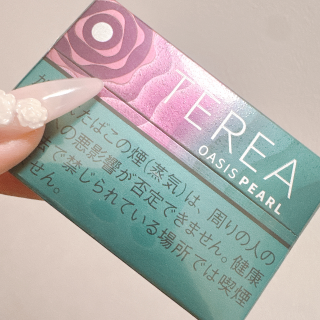 TEREA
OASIS PEARL
たばこの煙(蒸気)は、周りの人の
の悪影響が否定できません。健康
で禁じられている場所では喫煙
せん。